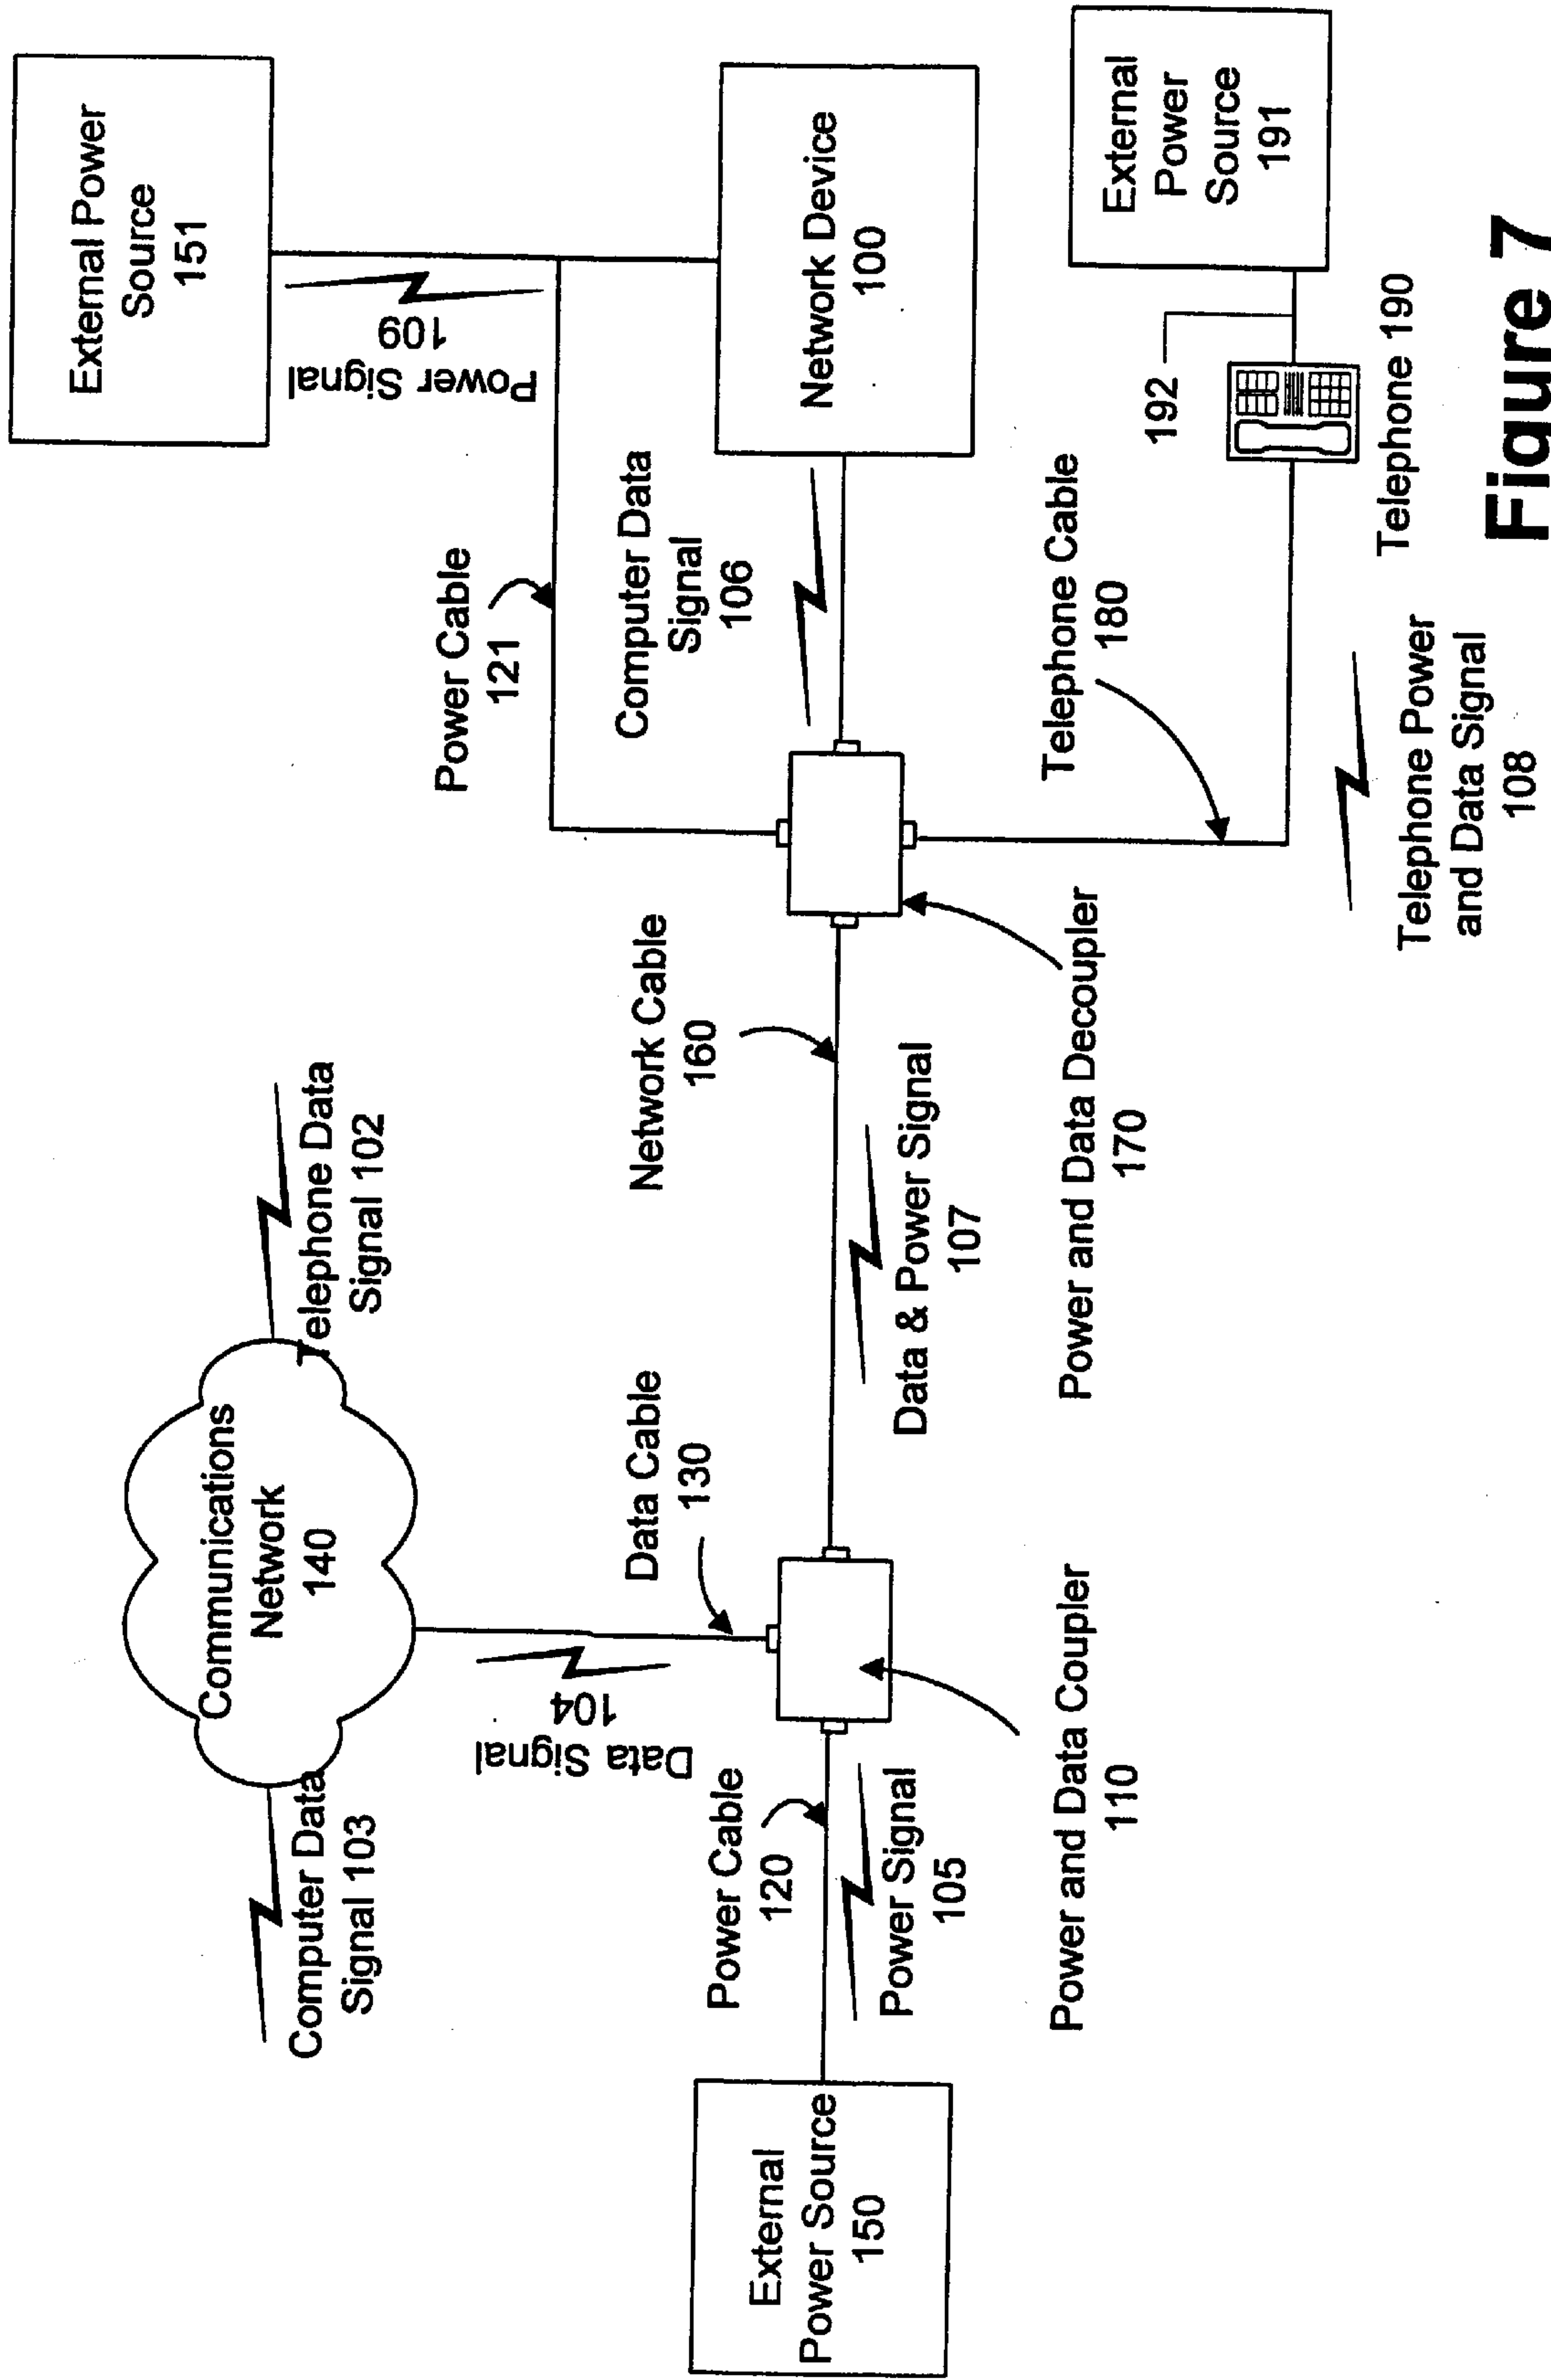 External Power
Source
151
Power Signal
109
Communications
Network
140
Computer Data
Signal 103
Telephone Data
Signal 102
Data Signal
104
Data Cable
130
Power Cable
120
Power Signal
105
External
Power Source
150
Power and Data Coupler
110
Network Cable
160
Data & Power Signal
107
Power and Data Decoupler
170
Power Cable
121
Computer Data
Signal
106
Network Device
100
Telephone Cable
180
192
External
Power
Source
191
Telephone 190
Telephone Power
and Data Signal
108
Figure 7